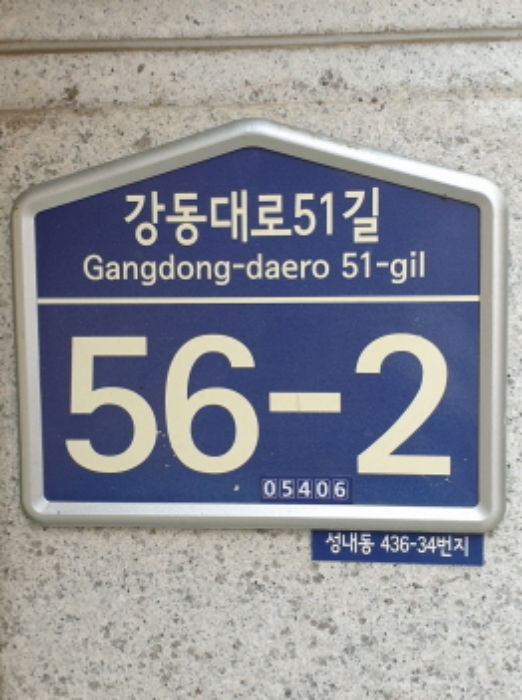 강동대로51길
Gangdong-daero 51-gil
56-2
05406
성내동 436-34번지